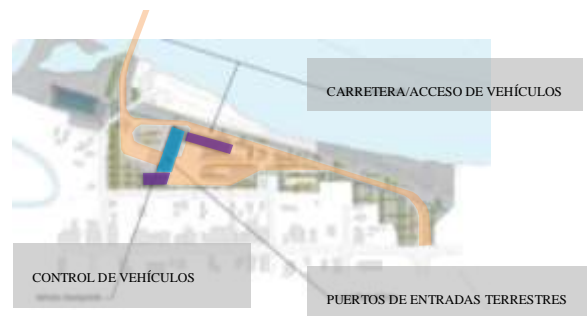 CARRETERA/ACCESO DE VEHÍCULOS
CONTROL DE VEHÍCULOS
PUERTOS DE ENTRADAS TERRESTRES